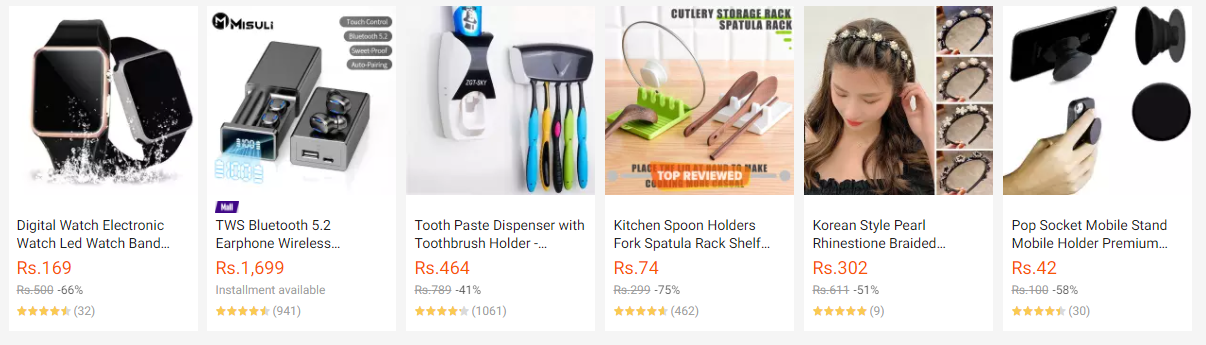 Digital Watch Electronic
Watch Led Watch Band...
Rs.169
Rs.500 -66%
(32)
MISULI
Touch Control
Bluetooth 5.2
Sweet-Proof
Auto-Pairing
100
Mall
TWS Bluetooth 5.2
Earphone Wireless...
Rs.1,699
Installment available
(941)
ZGT-SKY
Tooth Paste Dispenser with
Toothbrush Holder -...
Rs.464
Rs.789 -41%
(1061)
CUTLERY STORAGE RACK
SPATULA RACK
PLACE THE LID AT HAND TO MAKE
COOKING MORE CASUAL
TOP REVIEWED
Kitchen Spoon Holders
Fork Spatula Rack Shelf...
Rs.74
Rs.299 -75%
(462)
Korean Style Pearl
Rhinestione Braided...
Rs.302
Rs.611 -51%
(9)
Pop Socket Mobile Stand
Mobile Holder Premium...
Rs.42
Rs.100 -58%
(30)